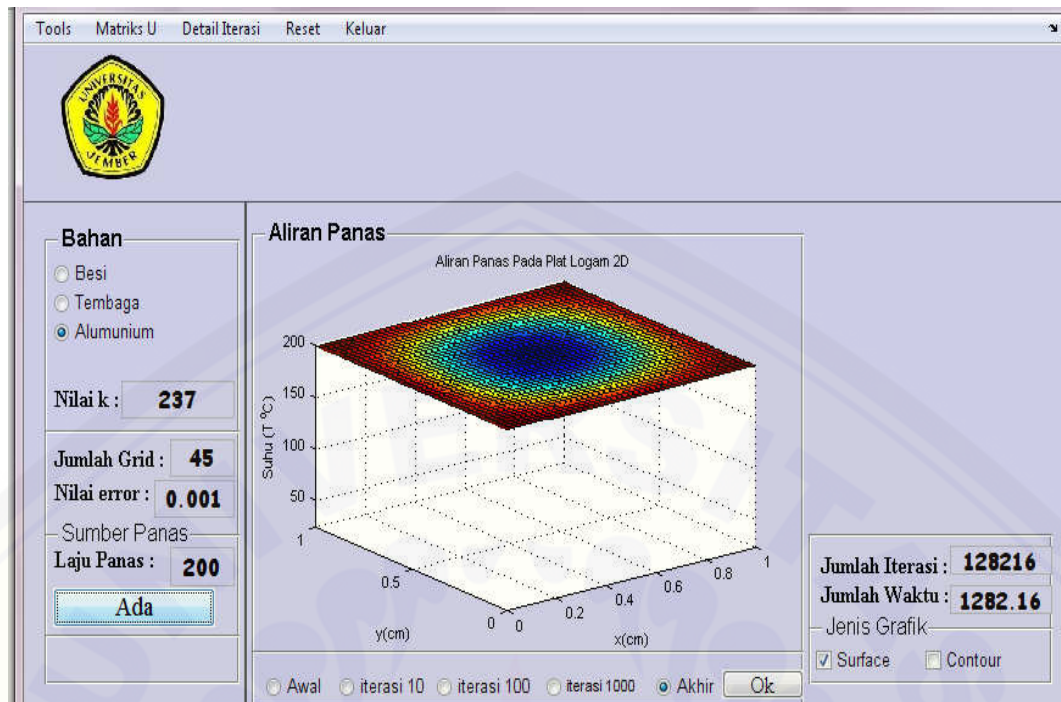 Tools Matriks U Detail Iterasi Reset Keluar
UNIVERSITAS
JEMBER
Bahan
Besi
Tembaga
Alumunium
Nilai k : 237
Jumlah Grid : 45
Nilai error : 0.001
Sumber Panas
Laju Panas : 200
Ada
Aliran Panas
Aliran Panas Pada Plat Logam 2D
Suhu (T °C)
200
150
100
50
1
0.5
0
y(cm)
0
0.2
0.4
0.6
0.8
1
x(cm)
Awal iterasi 10 iterasi 100 iterasi 1000 Akhir Ok
Jumlah Iterasi : 128216
Jumlah Waktu : 1282.16
Jenis Grafik
Surface Contour